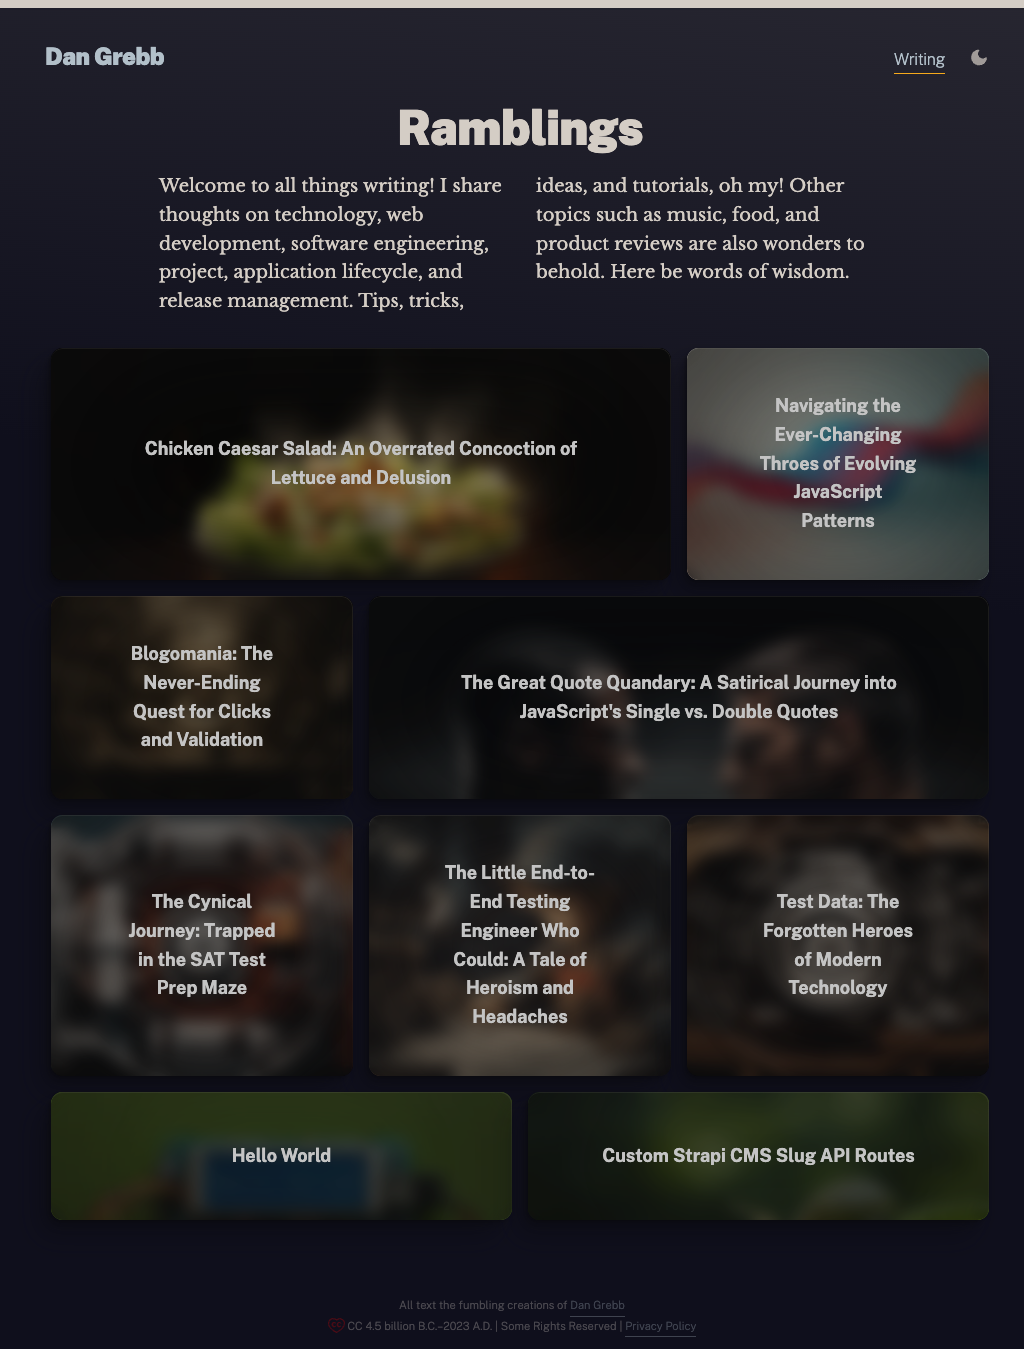 Dan Grebb
Writing
Ramblings
Welcome to all things writing! I share
thoughts on technology, web
development, software engineering,
project, application lifecycle, and
release management. Tips, tricks,
ideas, and tutorials, oh my! Other
topics such as music, food, and
product reviews are also wonders to
behold. Here be words of wisdom.
Chicken Caesar Salad: An Overrated Concoction of
Lettuce and Delusion
Navigating the
Ever-Changing
Throes of Evolving
JavaScript
Patterns
Blogomania: The
Never-Ending
Quest for Clicks
and Validation
The Great Quote Quandary: A Satirical Journey into
JavaScript's Single vs. Double Quotes
The Cynical
Journey: Trapped
in the SAT Test
Prep Maze
The Little End-to-
End Testing
Engineer Who
Could: A Tale of
Heroism and
Headaches
Test Data: The
Forgotten Heroes
of Modern
Technology
Hello World
Custom Strapi CMS Slug API Routes
All text the fumbling creations of Dan Grebb
CC 4.5 billion B.C.–2023 A.D. | Some Rights Reserved | Privacy Policy